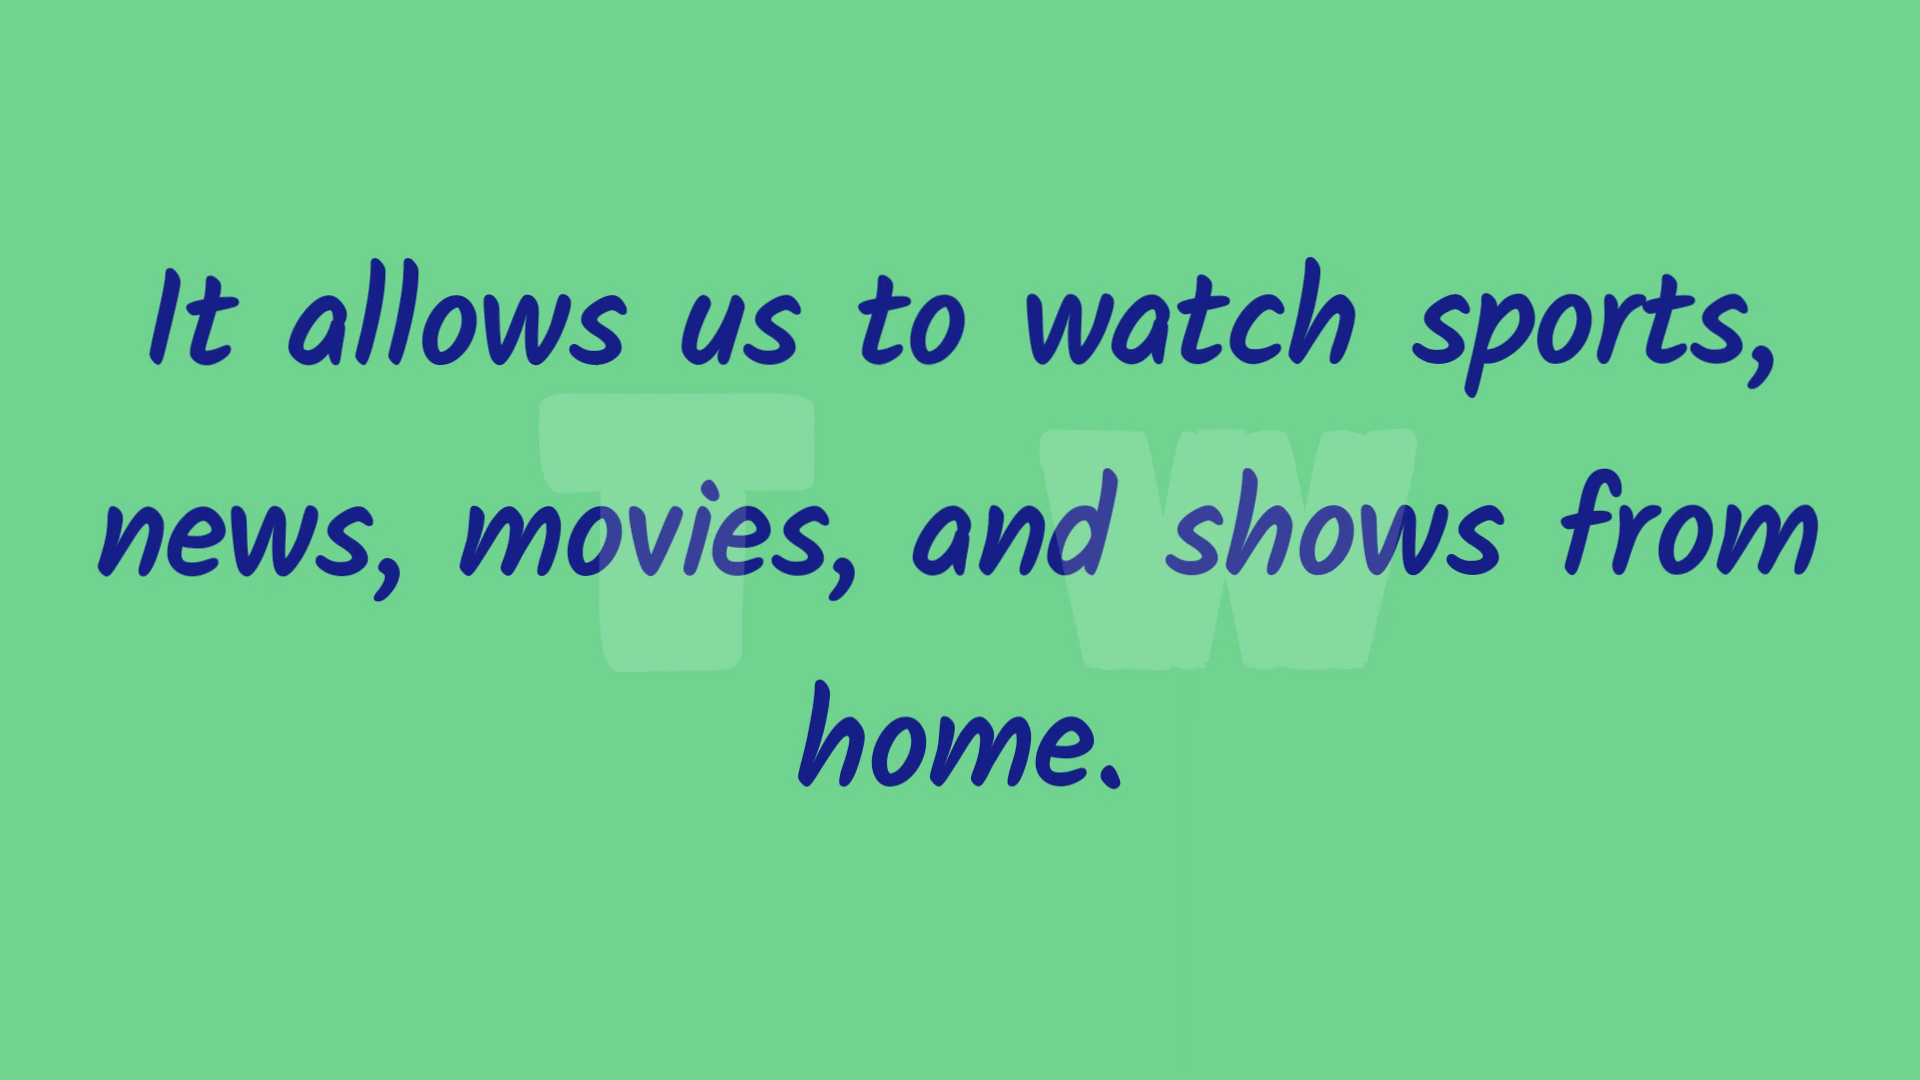 It allows us to watch sports,
news, movies, and shows from
home.
T W